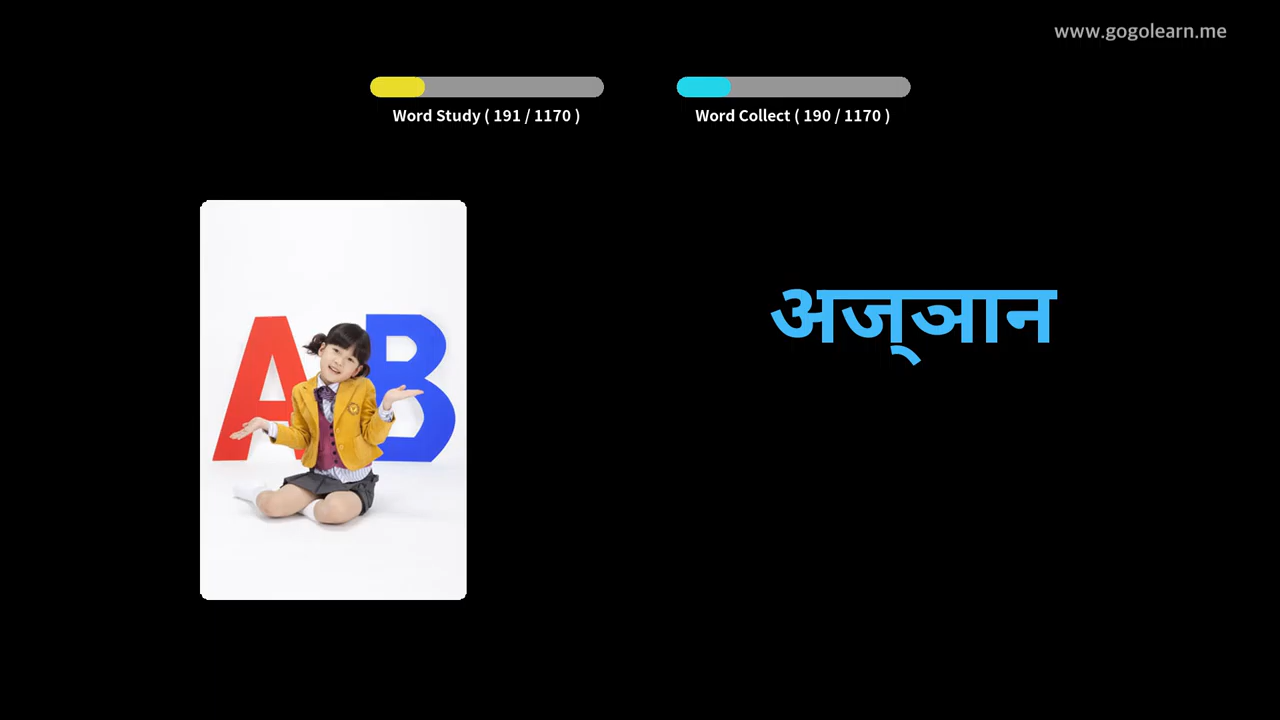 www.gogolearn.me
Word Study ( 191 / 1170 )
Word Collect ( 190 / 1170 )
A B
अज्‌ञान